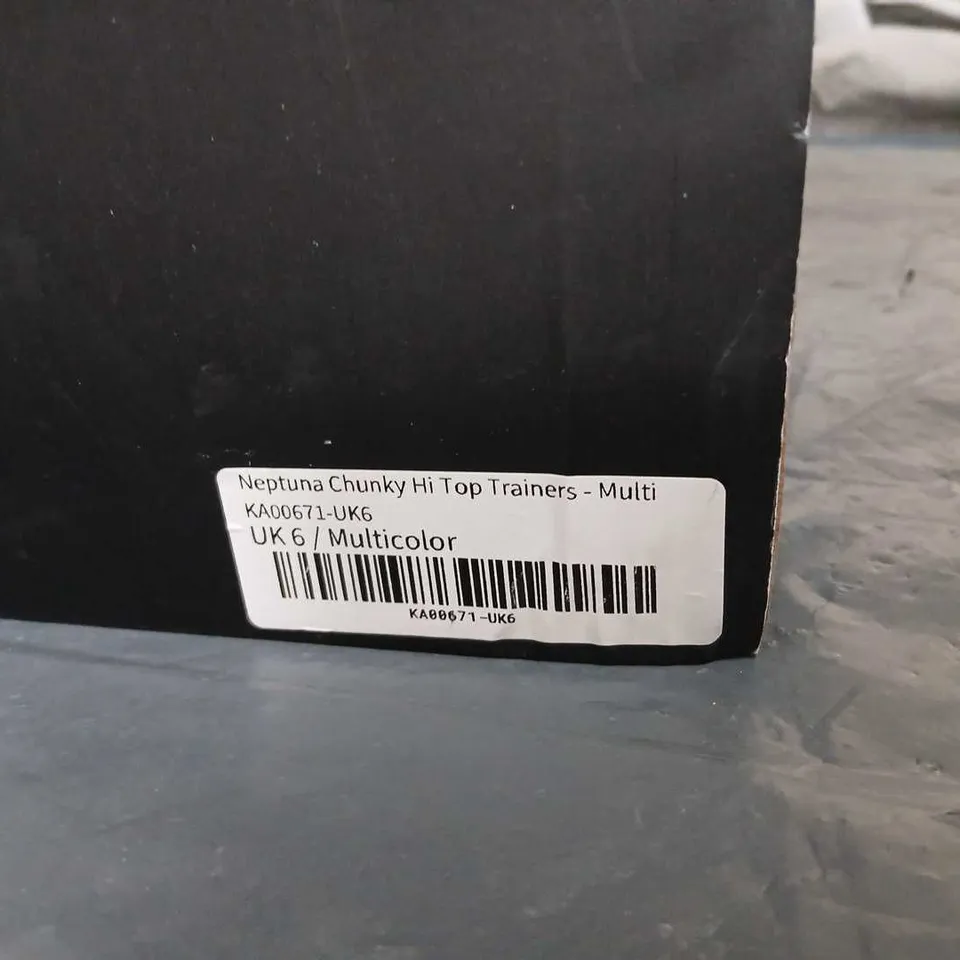 Neptuna Chunky Hi Top Trainers - Multi
KA00671-UK6
UK 6 / Multicolor
KA00671-UK6